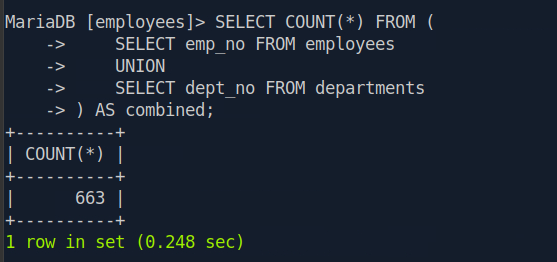 MariaDB [employees]> SELECT COUNT(*) FROM (
    ->     SELECT emp_no FROM employees
    ->     UNION
    ->     SELECT dept_no FROM departments
    -> ) AS combined;
+----------+
| COUNT(*) |
+----------+
|      663 |
+----------+
1 row in set (0.248 sec)